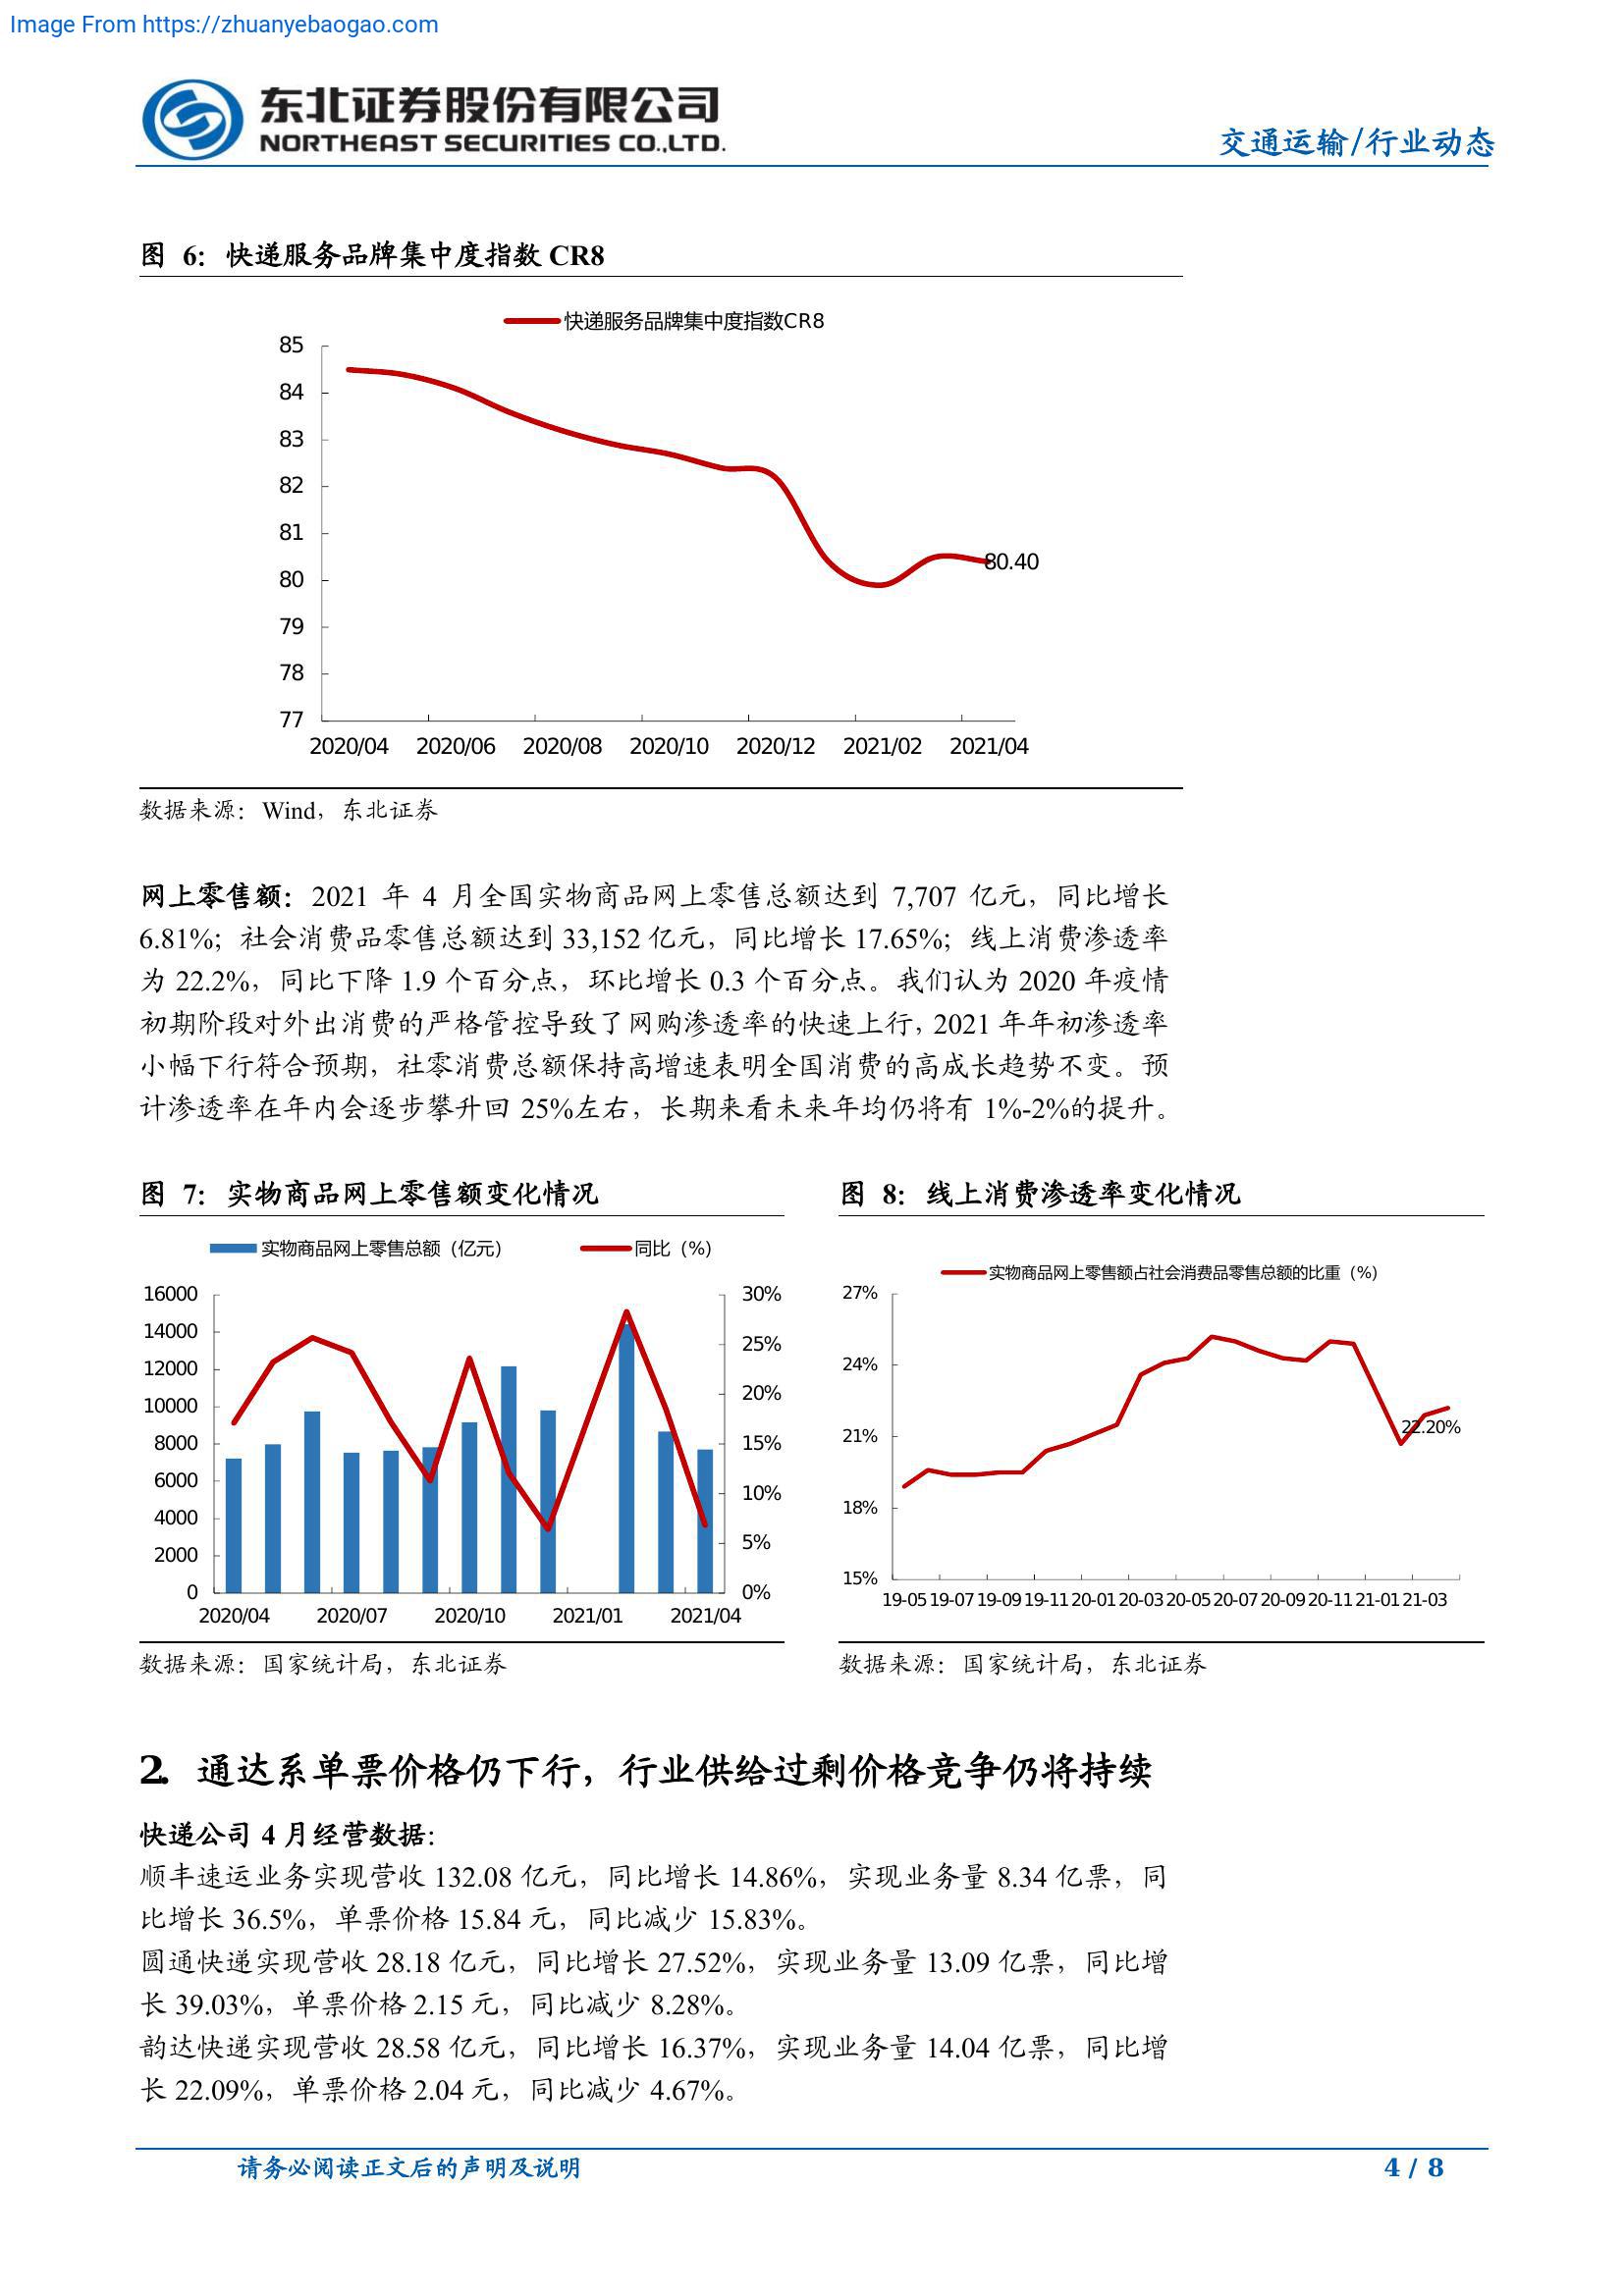 Image From https://zhuanyebaogao.com
东北证券股份有限公司
NORTHEAST SECURITIES CO.,LTD.
交通运输/行业动态
图 6：快递服务品牌集中度指数 CR8
快递服务品牌集中度指数CR8
85
84
83
82
81
80
79
78
77
80.40
2020/04 2020/06 2020/08 2020/10 2020/12 2021/02 2021/04
数据来源：Wind，东北证券
网上零售额：2021 年 4 月全国实物商品网上零售总额达到 7,707 亿元，同比增长
6.81%；社会消费品零售总额达到 33,152 亿元，同比增长 17.65%；线上消费渗透率
为 22.2%，同比下降 1.9 个百分点，环比增长 0.3 个百分点。我们认为 2020 年疫情
初期阶段对外出消费的严格管控导致了网购渗透率的快速上行，2021 年年初渗透率
小幅下行符合预期，社零消费总额保持高增速表明全国消费的高成长趋势不变。预
计渗透率在年内会逐步攀升回 25%左右，长期来看未来年均仍将有 1%-2%的提升。
图 7：实物商品网上零售额变化情况
实物商品网上零售总额（亿元） 同比（%）
16000
14000
12000
10000
8000
6000
4000
2000
0
30%
25%
20%
15%
10%
5%
0%
2020/04 2020/07 2020/10 2021/01 2021/04
数据来源：国家统计局，东北证券
图 8：线上消费渗透率变化情况
实物商品网上零售额占社会消费品零售总额的比重（%）
27%
24%
21%
18%
15%
22.20%
19-05 19-07 19-09 19-11 20-01 20-03 20-05 20-07 20-09 20-11 21-01 21-03
数据来源：国家统计局，东北证券
2. 通达系单票价格仍下行，行业供给过剩价格竞争仍将持续
快递公司 4 月经营数据：
顺丰速运业务实现营收 132.08 亿元，同比增长 14.86%，实现业务量 8.34 亿票，同
比增长 36.5%，单票价格 15.84 元，同比减少 15.83%。
圆通快递实现营收 28.18 亿元，同比增长 27.52%，实现业务量 13.09 亿票，同比增
长 39.03%，单票价格 2.15 元，同比减少 8.28%。
韵达快递实现营收 28.58 亿元，同比增长 16.37%，实现业务量 14.04 亿票，同比增
长 22.09%，单票价格 2.04 元，同比减少 4.67%。
请务必阅读正文后的声明及说明
4 / 8